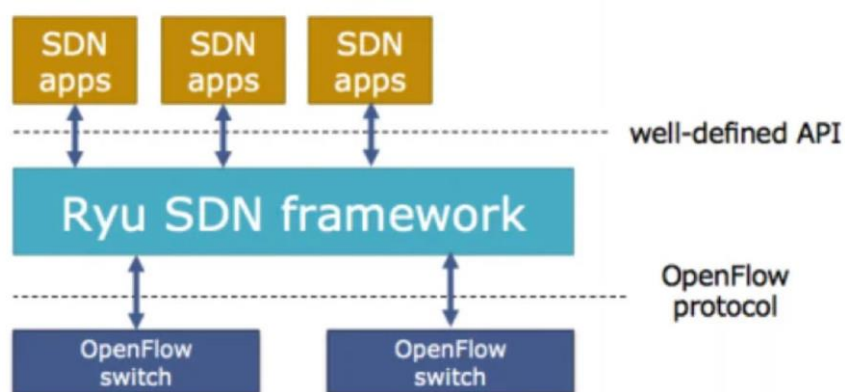 SDN
apps
SDN
apps
SDN
apps
well-defined API
Ryu SDN framework
OpenFlow
protocol
OpenFlow
switch
OpenFlow
switch